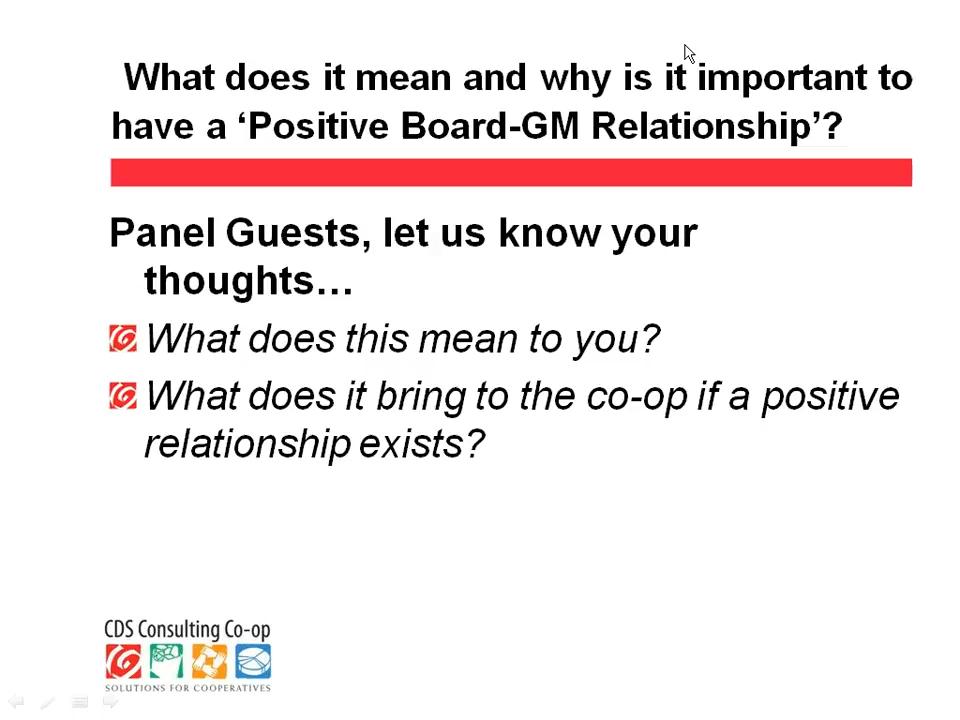 What does it mean and why is it important to
have a ‘Positive Board-GM Relationship’?
Panel Guests, let us know your
thoughts…
What does this mean to you?
What does it bring to the co-op if a positive
relationship exists?
CDS Consulting Co-op
SOLUTIONS FOR COOPERATIVES